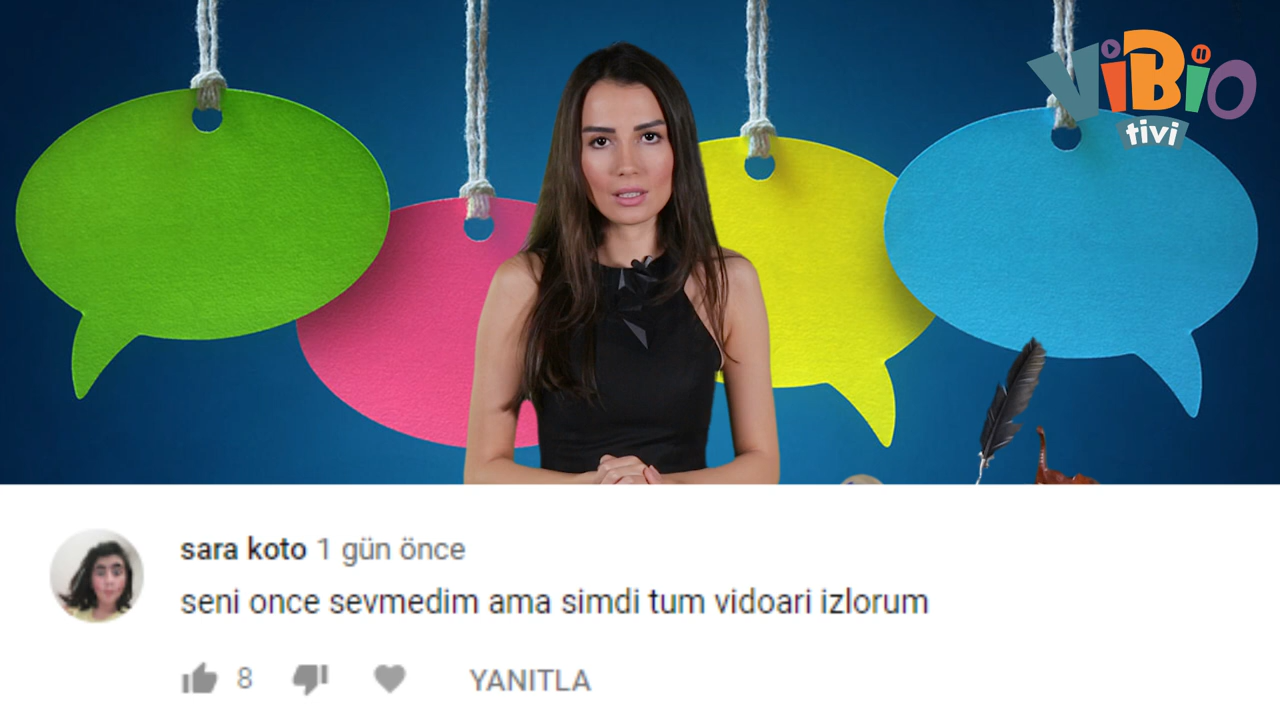 ViBiO
tivi
sara koto 1 gün önce
seni once sevmedim ama simdi tum vidoari izlorum
8
YANITLA